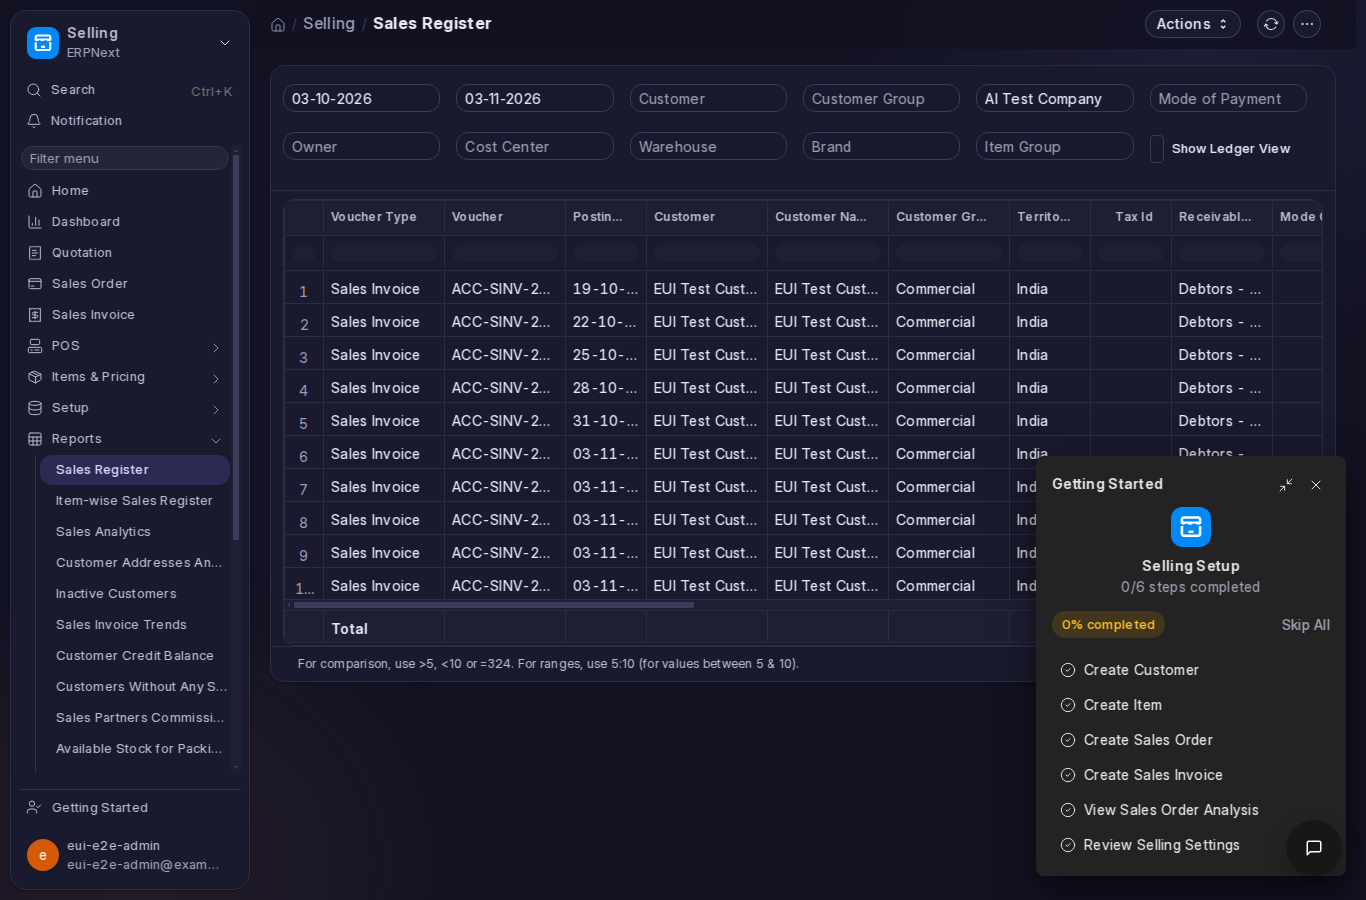 Selling
ERPNext
Search Ctrl+K
Notification
Filter menu
Home
Dashboard
Quotation
Sales Order
Sales Invoice
POS
Items & Pricing
Setup
Reports
Sales Register
Item-wise Sales Register
Sales Analytics
Customer Addresses An...
Inactive Customers
Sales Invoice Trends
Customer Credit Balance
Customers Without Any S...
Sales Partners Commissi...
Available Stock for Packi...
Getting Started
e
eui-e2e-admin
eui-e2e-admin@exam...
/ Selling / Sales Register
Actions
03-10-2026 03-11-2026 Customer Customer Group AI Test Company Mode of Payment
Owner Cost Center Warehouse Brand Item Group Show Ledger View
Voucher Type Voucher Postin... Customer Customer Na... Customer Gr... Territo... Tax Id Receivabl... Mode
1 Sales Invoice ACC-SINV-2... 19-10-... EUI Test Cust... EUI Test Cust... Commercial India Debtors - ...
2 Sales Invoice ACC-SINV-2... 22-10-... EUI Test Cust... EUI Test Cust... Commercial India Debtors - ...
3 Sales Invoice ACC-SINV-2... 25-10-... EUI Test Cust... EUI Test Cust... Commercial India Debtors - ...
4 Sales Invoice ACC-SINV-2... 28-10-... EUI Test Cust... EUI Test Cust... Commercial India Debtors - ...
5 Sales Invoice ACC-SINV-2... 31-10-... EUI Test Cust... EUI Test Cust... Commercial India Debtors - ...
6 Sales Invoice ACC-SINV-2... 03-11-... EUI Test Cust... EUI Test Cust... Commercial India Debtors - ...
7 Sales Invoice ACC-SINV-2... 03-11-... EUI Test Cust... EUI Test Cust... Commercial Ind
8 Sales Invoice ACC-SINV-2... 03-11-... EUI Test Cust... EUI Test Cust... Commercial Ind
9 Sales Invoice ACC-SINV-2... 03-11-... EUI Test Cust... EUI Test Cust... Commercial Ind
1... Sales Invoice ACC-SINV-2... 03-11-... EUI Test Cust... EUI Test Cust... Commercial Ind
Total
For comparison, use >5, <10 or =324. For ranges, use 5:10 (for values between 5 & 10).
Getting Started
Selling Setup
0/6 steps completed
0% completed Skip All
Create Customer
Create Item
Create Sales Order
Create Sales Invoice
View Sales Order Analysis
Review Selling Settings